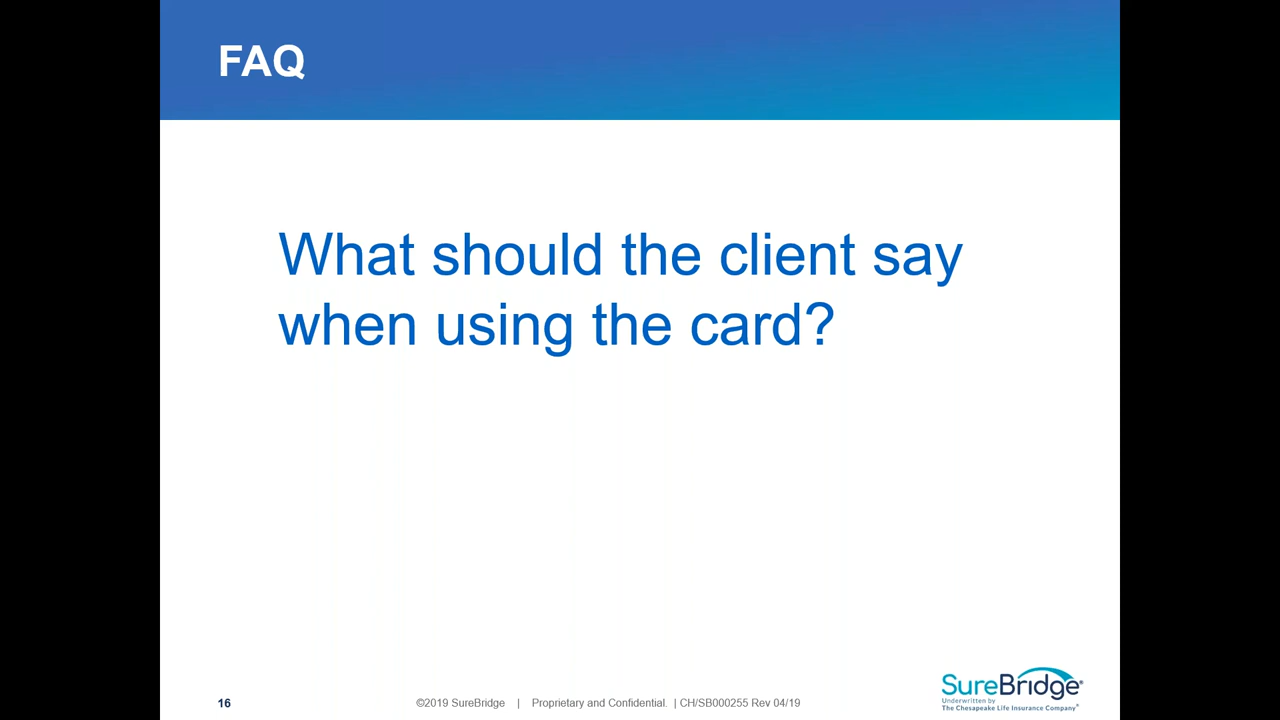 FAQ
What should the client say
when using the card?
16
©2019 SureBridge | Proprietary and Confidential. | CH/SB000255 Rev 04/19
SureBridge®
Underwritten by
The Chesapeake Life Insurance Company®